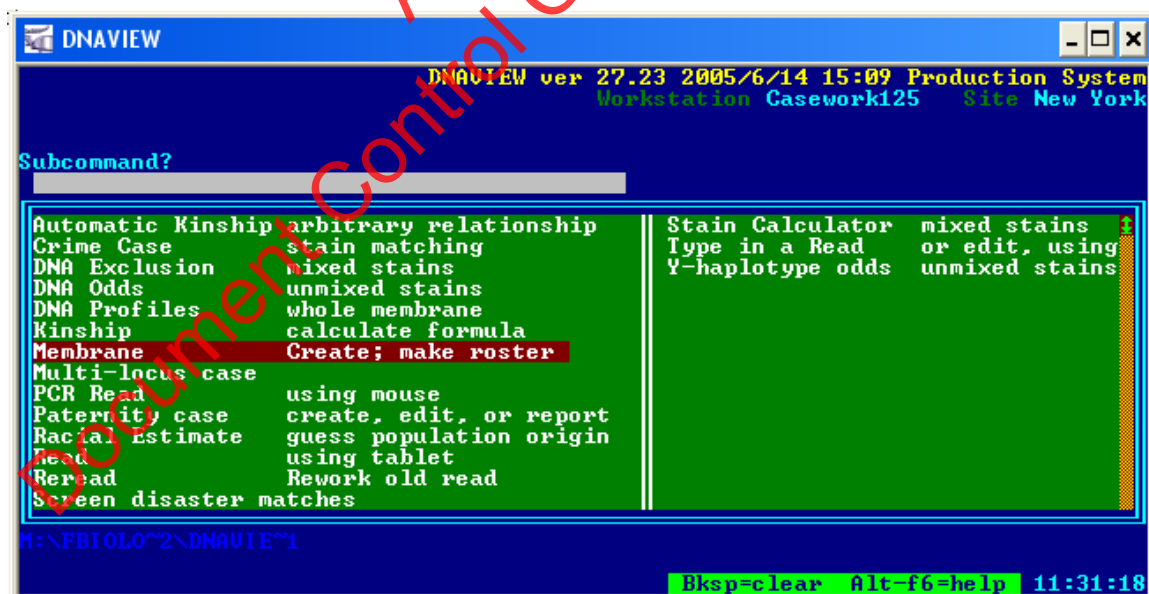 DNAVIEW
DNAVIEW ver 27.23 2005/6/14 15:09 Production System
Workstation Casework125 Site New York
Subcommand?
Automatic Kinship arbitrary relationship
Crime Case stain matching
DNA Exclusion mixed stains
DNA Odds unmixed stains
DNA Profiles whole membrane
Kinship calculate formula
Membrane Create; make roster
Multi-locus case
PCR Read using mouse
Paternity case create, edit, or report
Racial Estimate guess population origin
Read using tablet
Reread Rework old read
Screen disaster matches
Stain Calculator mixed stains
Type in a Read or edit, using
Y-haplotype odds unmixed stains
M:\FBIOLO~2\DNAVIE~1
Bksp=clear Alt-f6=help 11:31:18
Document Control